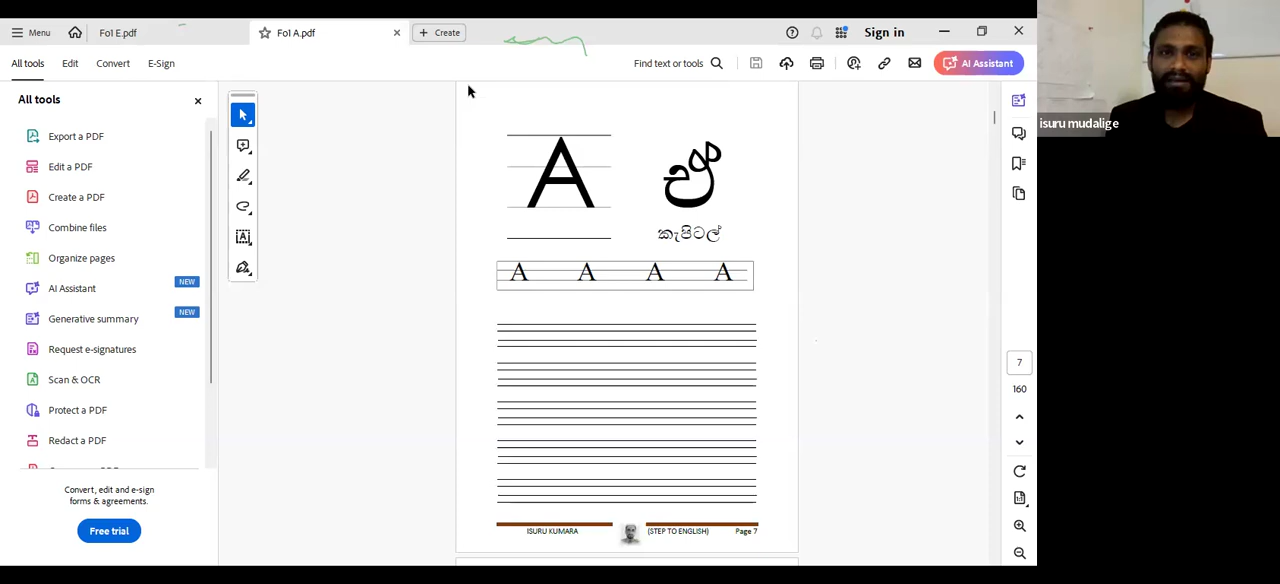 Menu
Fo1 E.pdf
Fo1 A.pdf
Create
Sign in
All tools
Edit
Convert
E-Sign
Find text or tools
AI Assistant
isuru mudalige
All tools
Export a PDF
Edit a PDF
Create a PDF
Combine files
Organize pages
AI Assistant NEW
Generative summary NEW
Request e-signatures
Scan & OCR
Protect a PDF
Redact a PDF
Convert, edit and e-sign
forms & agreements.
Free trial
A
ඒ
කැපිටල්
A A A A
ISURU KUMARA (STEP TO ENGLISH) Page 7
7
160